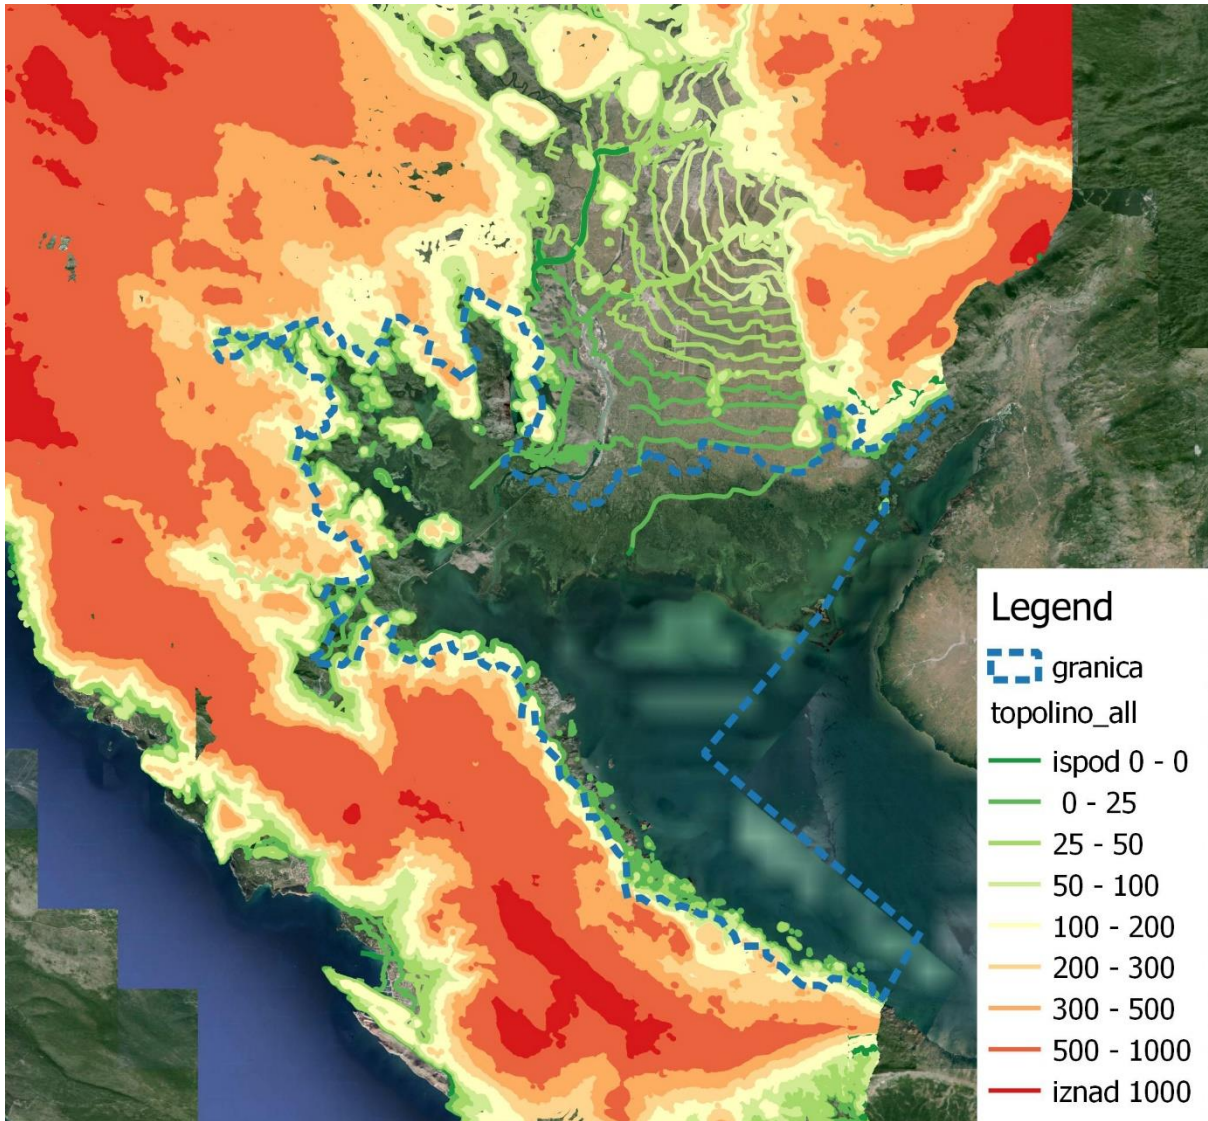 Legend
granica
topolino_all
ispod 0 - 0
0 - 25
25 - 50
50 - 100
100 - 200
200 - 300
300 - 500
500 - 1000
iznad 1000